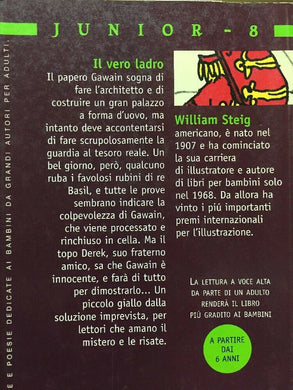 JUNIOR - 8
Il vero ladro
Il papero Gawain sogna di
fare l'architetto e di
costruire un gran palazzo
a forma d'uovo, ma
intanto deve accontentarsi
di fare scrupolosamente la
guardia al tesoro reale. Un
bel giorno, però, qualcuno
ruba i favolosi rubini di re
Basil, e tutte le prove
sembrano indicare la
colpevolezza di Gawain,
che viene processato e
rinchiuso in cella. Ma il
topo Derek, suo fraterno
amico, sa che Gawain è
innocente, e farà di tutto
per dimostrarlo... Un
piccolo giallo dalla
soluzione imprevista, per
lettori che amano il
mistero e le risate.
William Steig
americano, è nato nel
1907 e ha cominciato
la sua carriera
di illustratore e autore
di libri per bambini solo
nel 1968. Da allora ha
vinto i più importanti
premi internazionali
per l'illustrazione.
LA LETTURA A VOCE ALTA
DA PARTE DI UN ADULTO
RENDERÀ IL LIBRO
PIÙ GRADITO AI BAMBINI
A PARTIRE
DAI
6 ANNI
E E POESIE DEDICATE AI BAMBINI DA GRANDI AUTORI PER ADULTI.